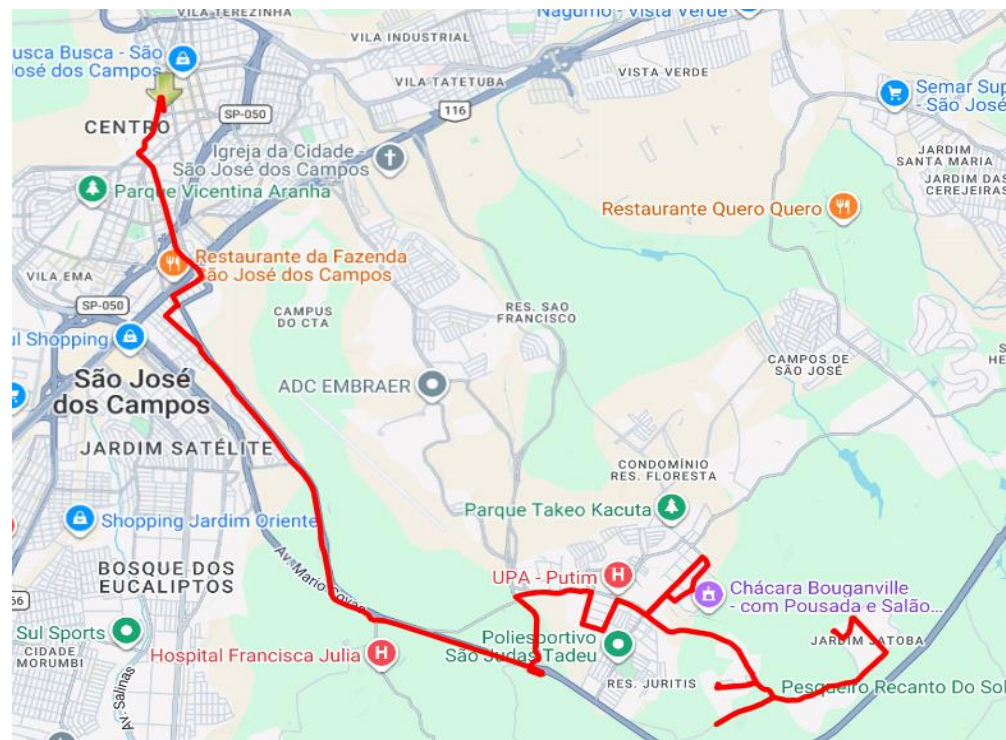 VILA TEREZINHA
Nagumo - Vista Verde
usca Busca - São
osé dos Campos
VILA INDUSTRIAL
VILA TATETUBA
VISTA VERDE
Semar Sup
- São José
SP-050
116
CENTRO
Igreja da Cidade -
São José dos Campos
JARDIM
SANTA MARIA
JARDIM DAS
CEREJEIRAS
Parque Vicentina Aranha
Restaurante Quero Quero
Restaurante da Fazenda
São José dos Campos
VILA EMA
SP-050
CAMPUS
DO CTA
RES. SAO
FRANCISCO
ul Shopping
CAMPOS DE
SÃO JOSÉ
S
HE
São José
dos Campos
ADC EMBRAER
JARDIM SATÉLITE
CONDOMÍNIO
RES. FLORESTA
Parque Takeo Kacuta
Shopping Jardim Oriente
Av. Mario Covas
BOSQUE DOS
EUCALIPTOS
UPA - Putim
H
Chácara Bouganville
- com Pousada e Salão...
66
Sul Sports
CIDADE
MORUMBI
Hospital Francisca Julia
H
Poliesportivo
São Judas Tadeu
JARDIM JATOBA
RES. JURITIS
Pesqueiro Recanto Do Sol
Av. Salinas